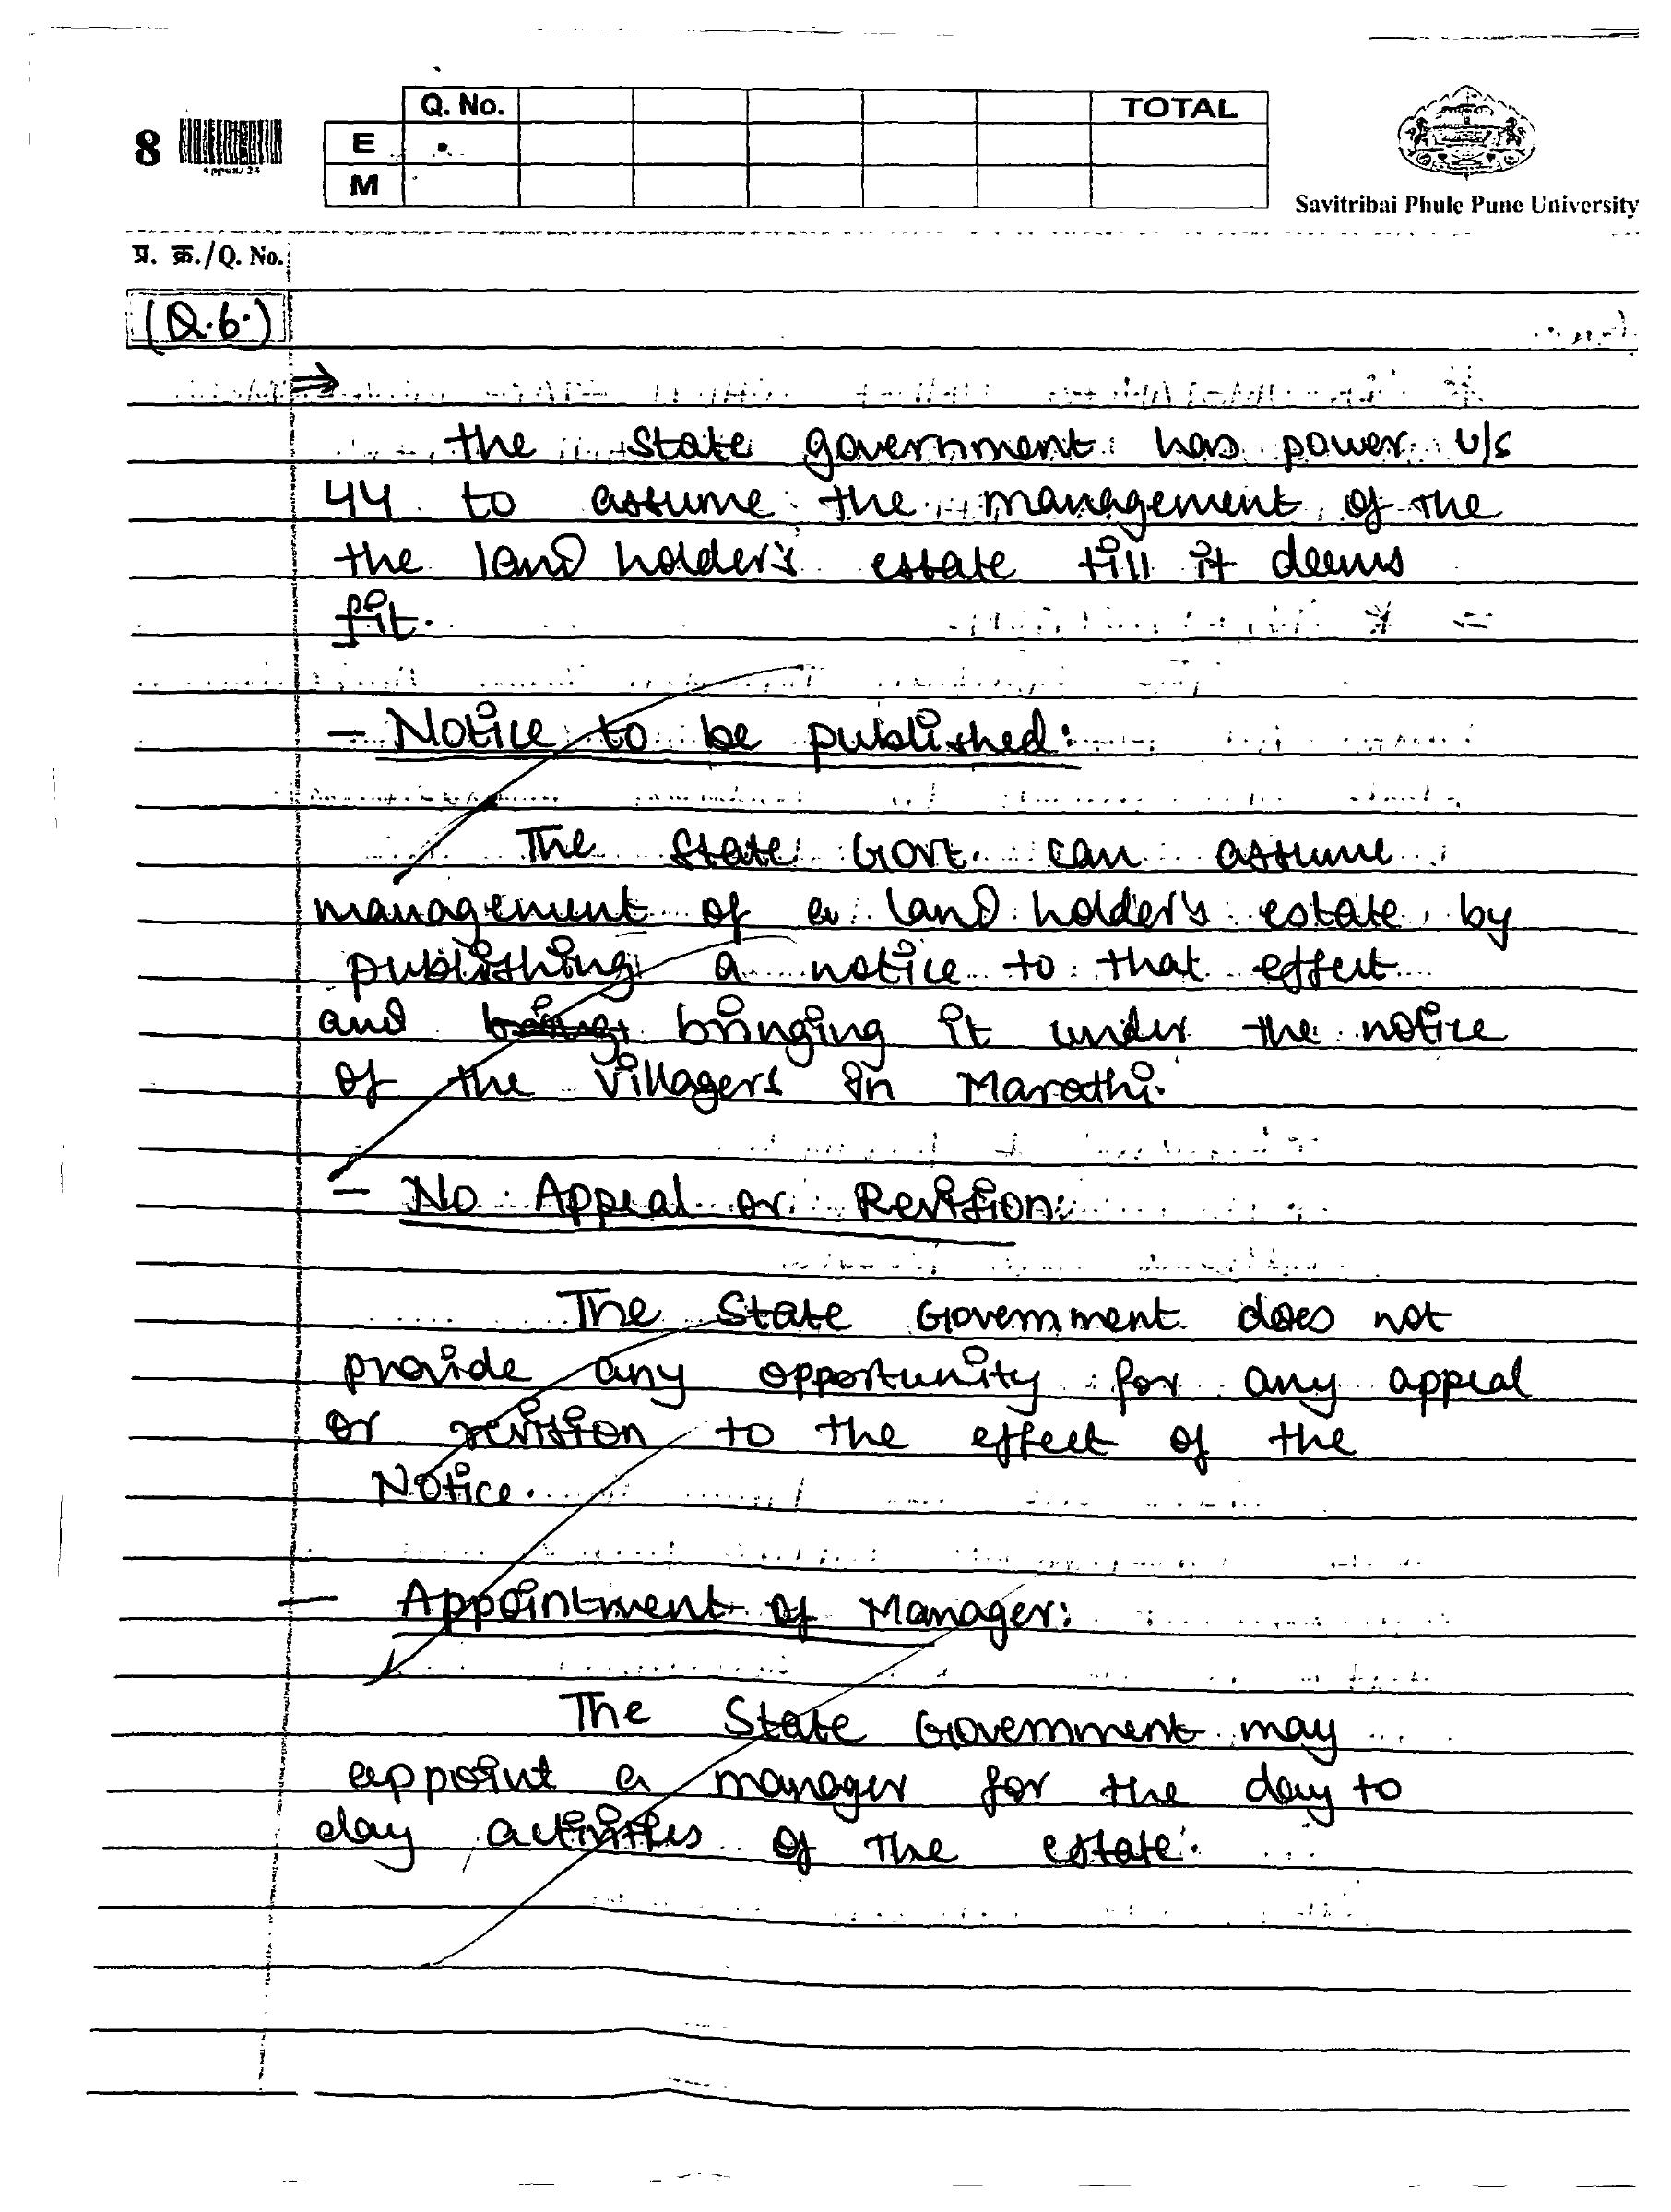 Q. No. TOTAL
8 E
sppun/24
M
Savitribai Phule Pune University
प्र. क्र./Q. No.
(Q.6.)
⇒
the state government has power u/s
44 to assume the management of the
the land holder's estate till it deems
fit.
- Notice to be published:
The State Govt. can assume
management of a land holder's estate by
publishing a notice to that effect
and being bringing it under the notice
of the villagers in Marathi.
- No Appeal or Revision:
The State Government does not
provide any opportunity for any appeal
or revision to the effect of the
Notice.
- Appointment of Manager:
The State Government may
appoint a manager for the day to
day activities of the estate.